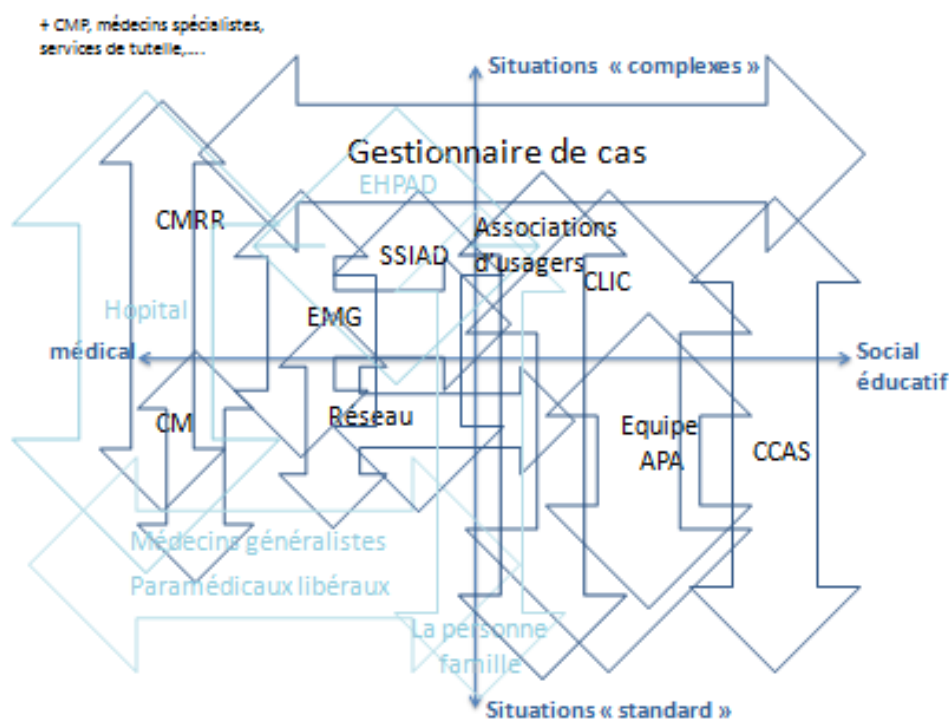 + CMP, médecins spécialistes,
services de tutelle,....
Situations « complexes »
Gestionnaire de cas
EHPAD
CMRR
Associations
d'usagers
SSIAD
CLIC
Hopital
EMG
médical
Social
éducatif
CM
Réseau
Equipe
APA
CCAS
Médecins généralistes
Paramédicaux libéraux
La personne
famille
Situations « standard »